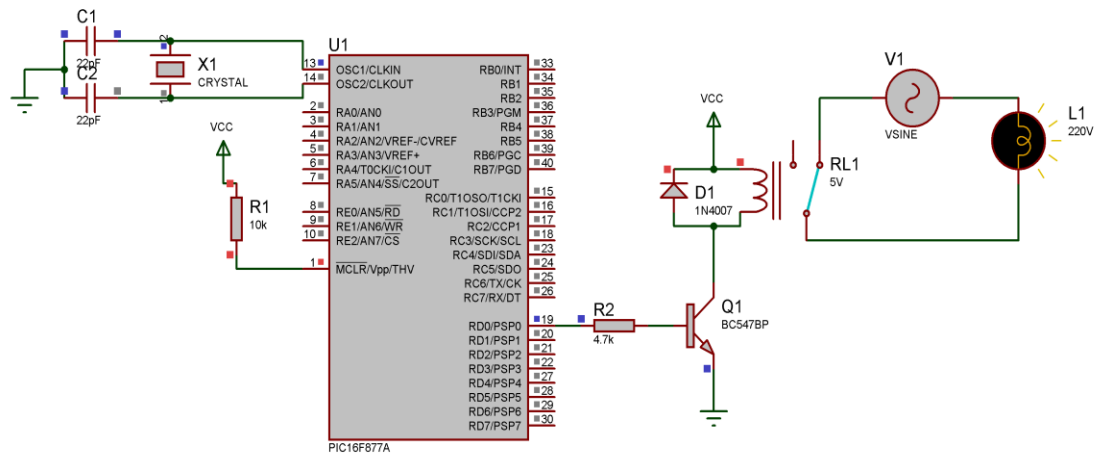 C1
22pF
C2
22pF
X1
CRYSTAL
2
1
VCC
R1
10k
U1
13 OSC1/CLKIN
14 OSC2/CLKOUT
2 RA0/AN0
3 RA1/AN1
4 RA2/AN2/VREF-/CVREF
5 RA3/AN3/VREF+
6 RA4/T0CKI/C1OUT
7 RA5/AN4/SS/C2OUT
8 RE0/AN5/RD
9 RE1/AN6/WR
10 RE2/AN7/CS
1 MCLR/Vpp/THV
RB0/INT 33
RB1 34
RB2 35
RB3/PGM 36
RB4 37
RB5 38
RB6/PGC 39
RB7/PGD 40
RC0/T1OSO/T1CKI 15
RC1/T1OSI/CCP2 16
RC2/CCP1 17
RC3/SCK/SCL 18
RC4/SDI/SDA 23
RC5/SDO 24
RC6/TX/CK 25
RC7/RX/DT 26
RD0/PSP0 19
RD1/PSP1 20
RD2/PSP2 21
RD3/PSP3 22
RD4/PSP4 27
RD5/PSP5 28
RD6/PSP6 29
RD7/PSP7 30
PIC16F877A
R2
4.7k
Q1
BC547BP
VCC
D1
1N4007
RL1
5V
V1
VSINE
L1
220V